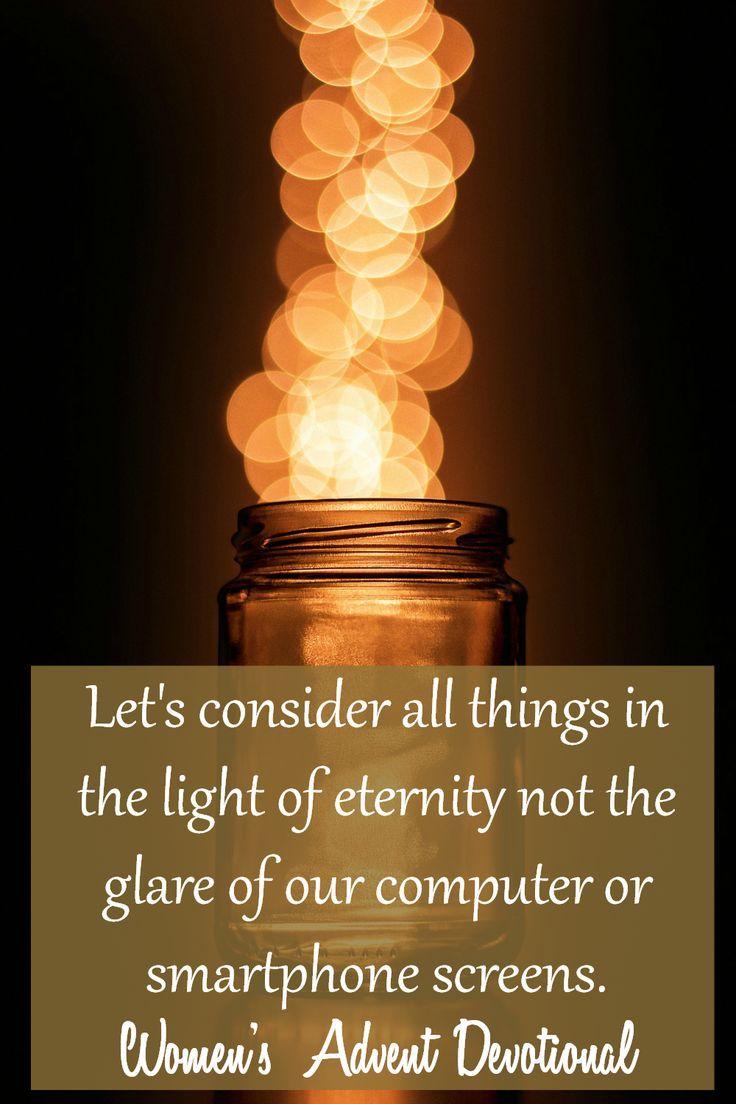 Let's consider all things in
the light of eternity not the
glare of our computer or
smartphone screens.
Women's Advent Devotional